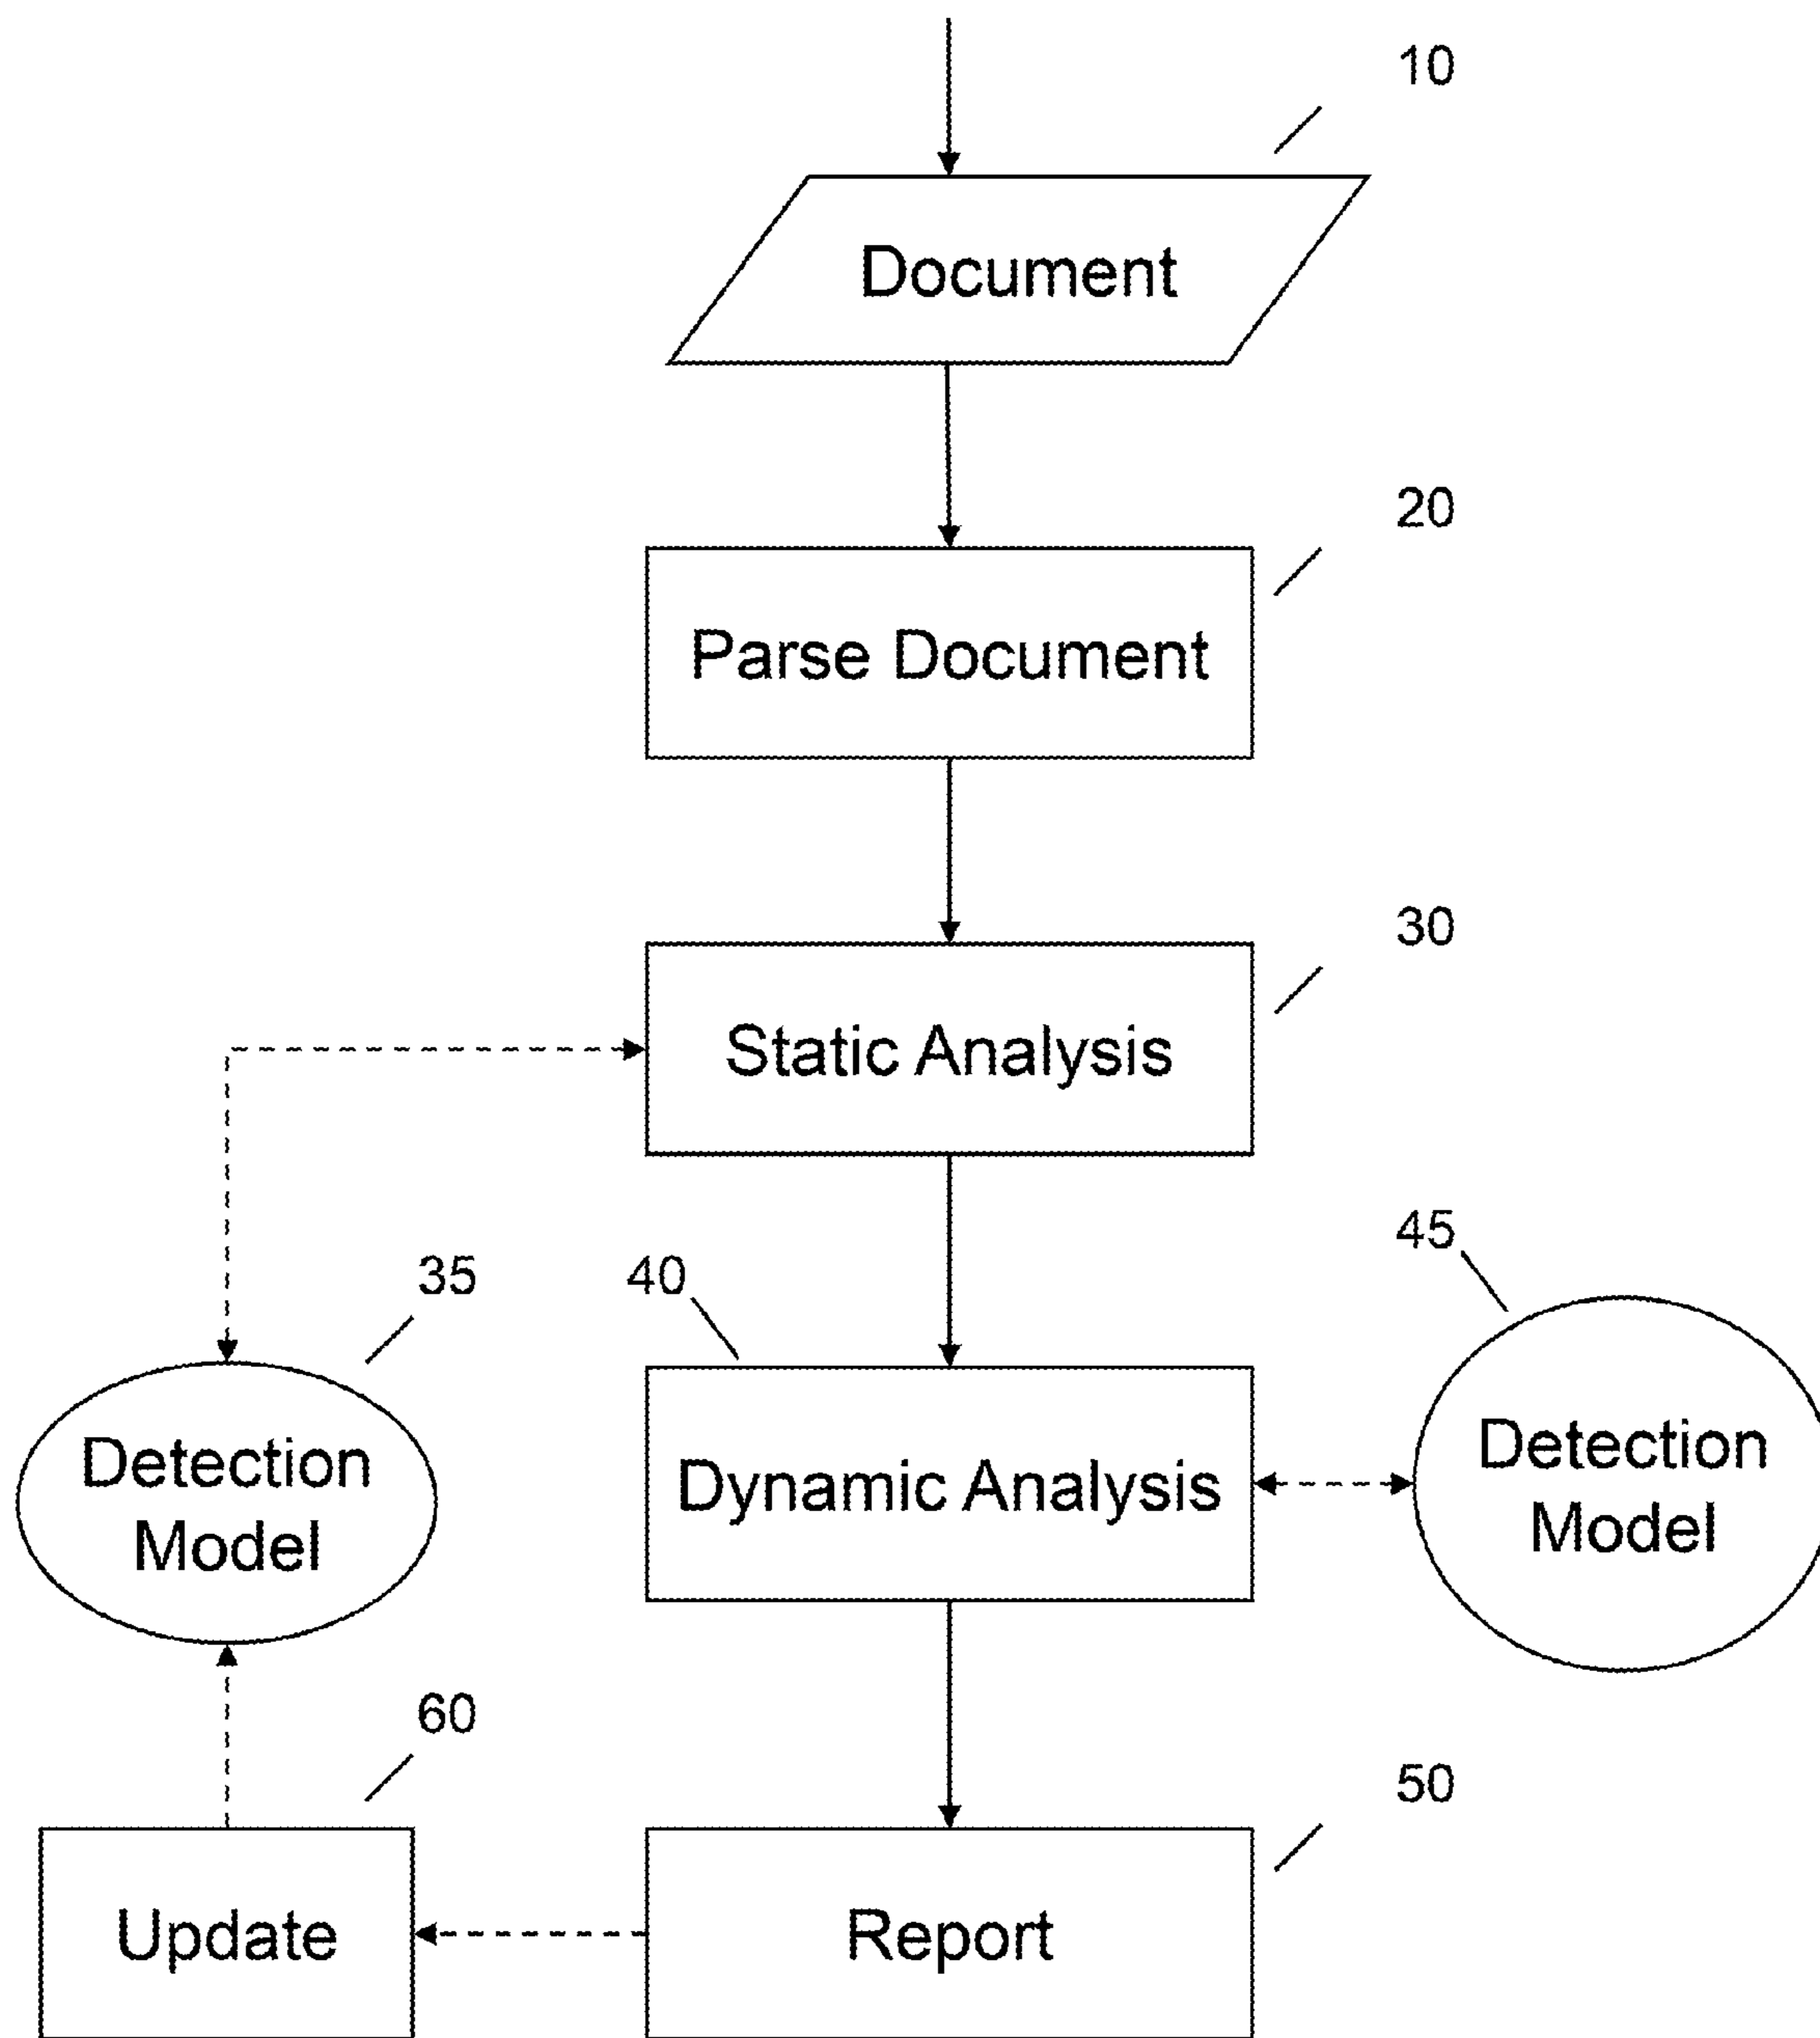 10
Document
20
Parse Document
30
Static Analysis
35
40
45
Detection
Model
Dynamic Analysis
Detection
Model
60
50
Update
Report